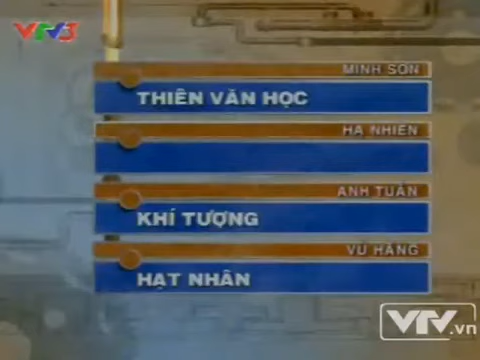 VTV3
MINH SƠN
THIÊN VĂN HỌC
HÀ NHIÊN
ANH TUẤN
KHÍ TƯỢNG
VŨ HẰNG
HẠT NHÂN
VTV.vn